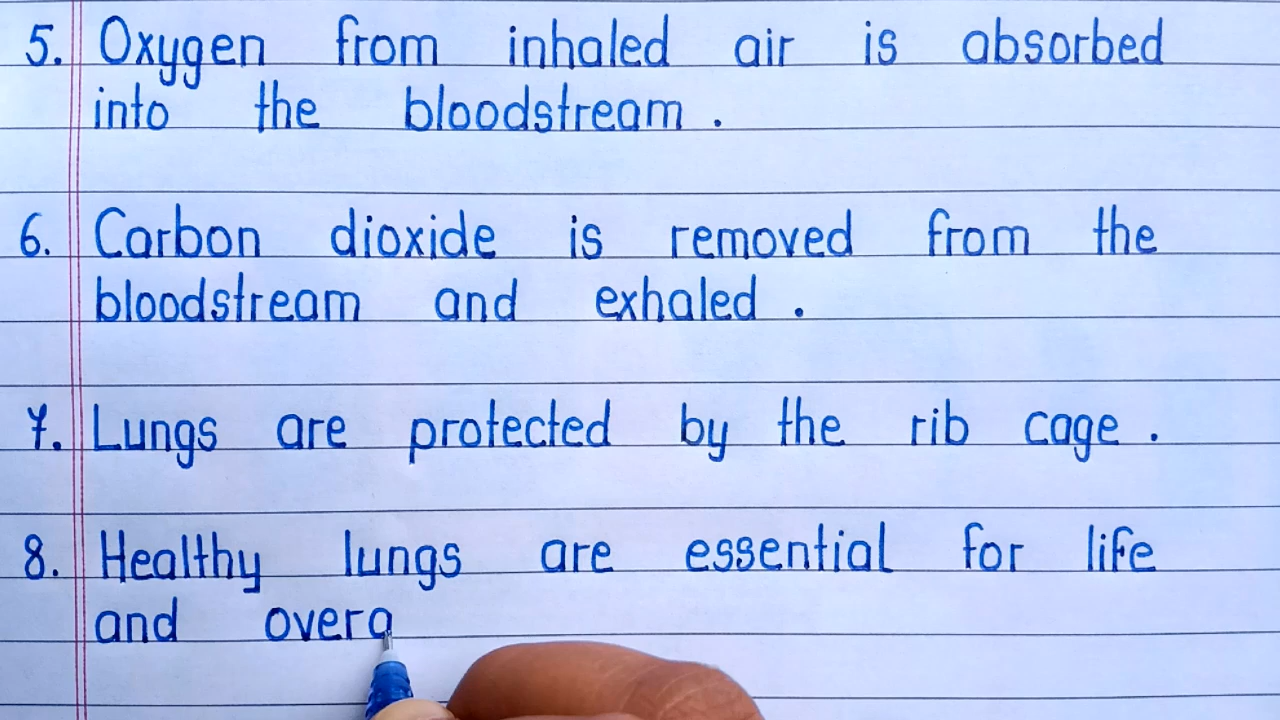 5. Oxygen from inhaled air is absorbed
into the bloodstream .
6. Carbon dioxide is removed from the
bloodstream and exhaled .
7. Lungs are protected by the rib cage .
8. Healthy lungs are essential for life
and overa